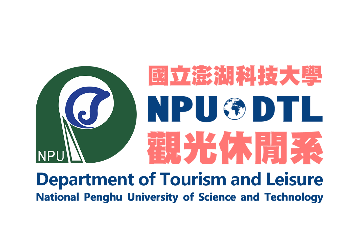 國立澎湖科技大學
NPU DTL
觀光休閒系
NPU
Department of Tourism and Leisure
National Penghu University of Science and Technology